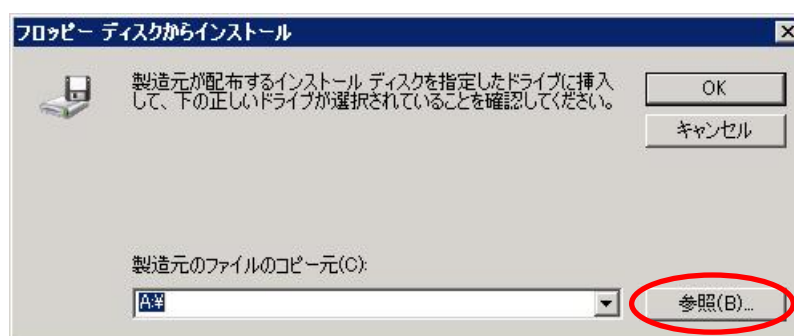 フロッピー ディスクからインストール
製造元が配布するインストール ディスクを指定したドライブに挿入
して、下の正しいドライブが選択されていることを確認してください。
OK
キャンセル
製造元のファイルのコピー元(C):
A:¥
参照(B)...